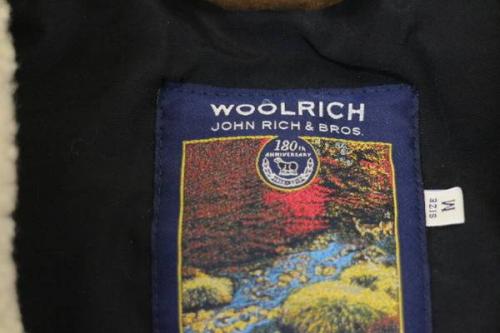 WOOLRICH
JOHN RICH & BROS.
180TH
ANNIVERSARY
SIZE M